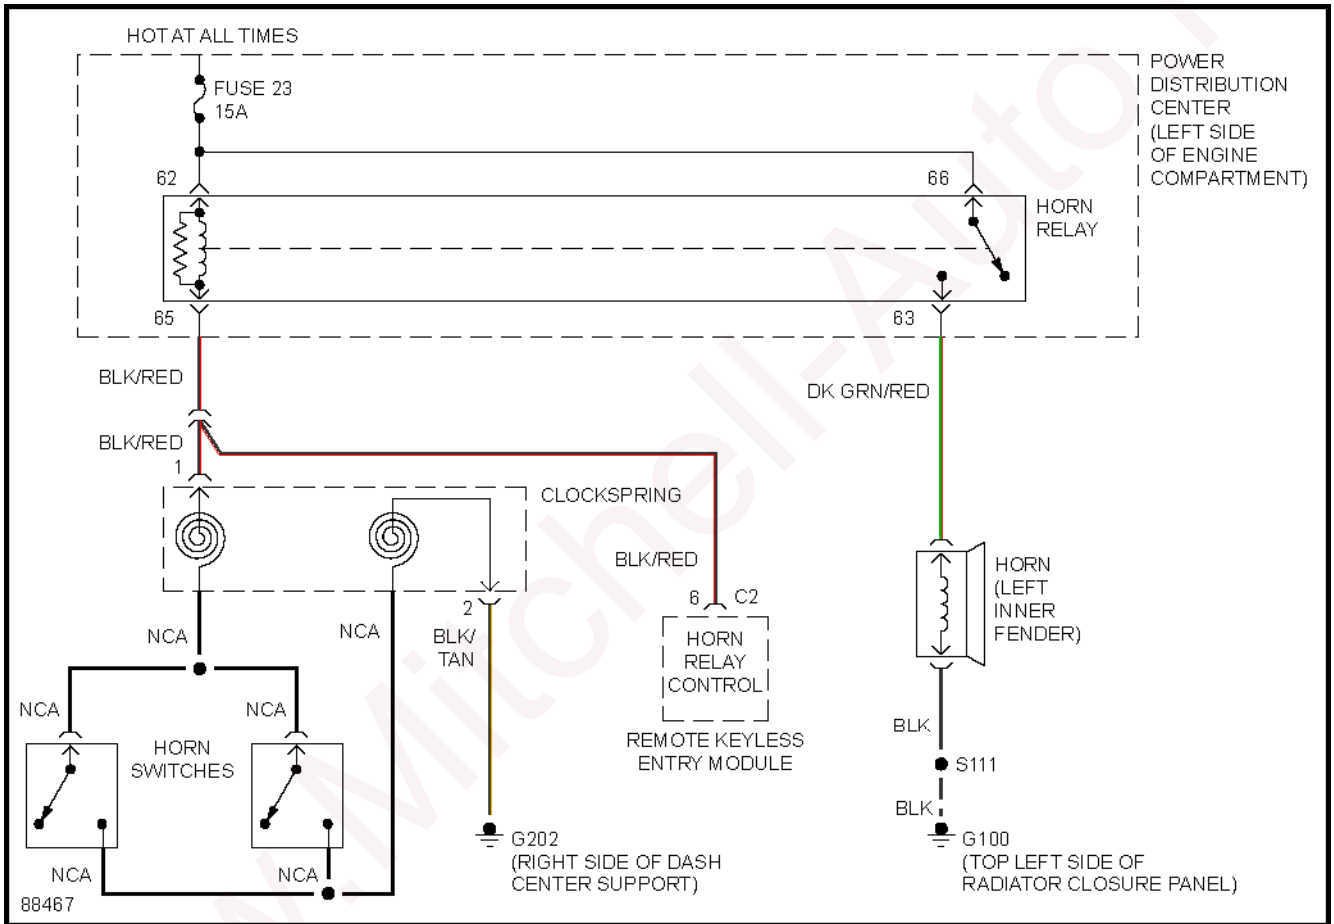 HOT AT ALL TIMES
FUSE 23
15A
POWER
DISTRIBUTION
CENTER
(LEFT SIDE
OF ENGINE
COMPARTMENT)
62
66
HORN
RELAY
65
63
BLK/RED
DK GRN/RED
BLK/RED
1
CLOCKSPRING
BLK/RED
HORN
(LEFT
INNER
FENDER)
2
6
C2
NCA
NCA
BLK/
TAN
HORN
RELAY
CONTROL
NCA
NCA
HORN
SWITCHES
REMOTE KEYLESS
ENTRY MODULE
BLK
S111
BLK
G202
(RIGHT SIDE OF DASH
CENTER SUPPORT)
G100
(TOP LEFT SIDE OF
RADIATOR CLOSURE PANEL)
NCA
NCA
88467